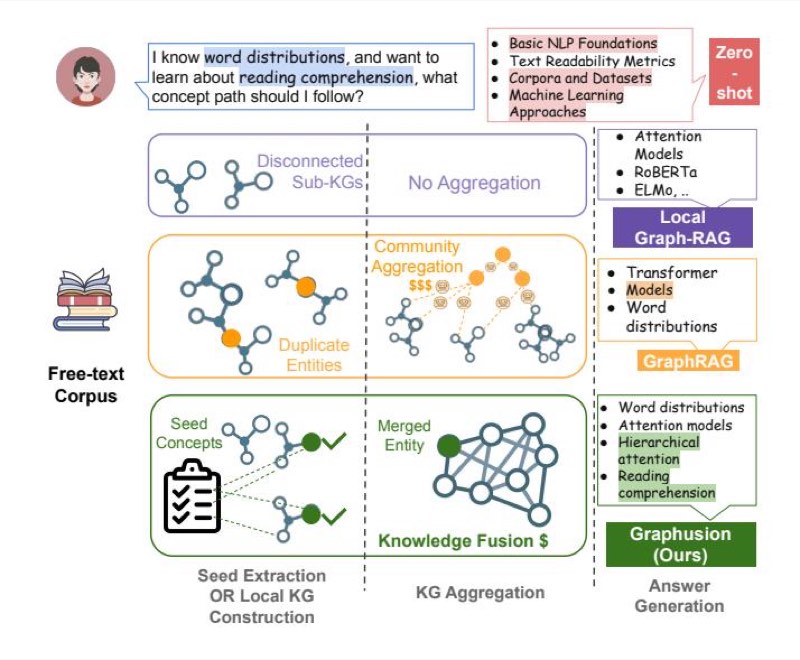 I know word distributions, and want to
learn about reading comprehension, what
concept path should I follow?
• Basic NLP Foundations
• Text Readability Metrics
• Corpora and Datasets
• Machine Learning
Approaches
Zero
-
shot
Disconnected
Sub-KGs
No Aggregation
• Attention
Models
• RoBERTa
• ELMo, ..
Local
Graph-RAG
Free-text
Corpus
Duplicate
Entities
Community
Aggregation
$$$
• Transformer
• Models
• Word
distributions
GraphRAG
Seed
Concepts
Merged
Entity
Knowledge Fusion $
• Word distributions
• Attention models
• Hierarchical
attention
• Reading
comprehension
Graphusion
(Ours)
Seed Extraction
OR Local KG
Construction
KG Aggregation
Answer
Generation